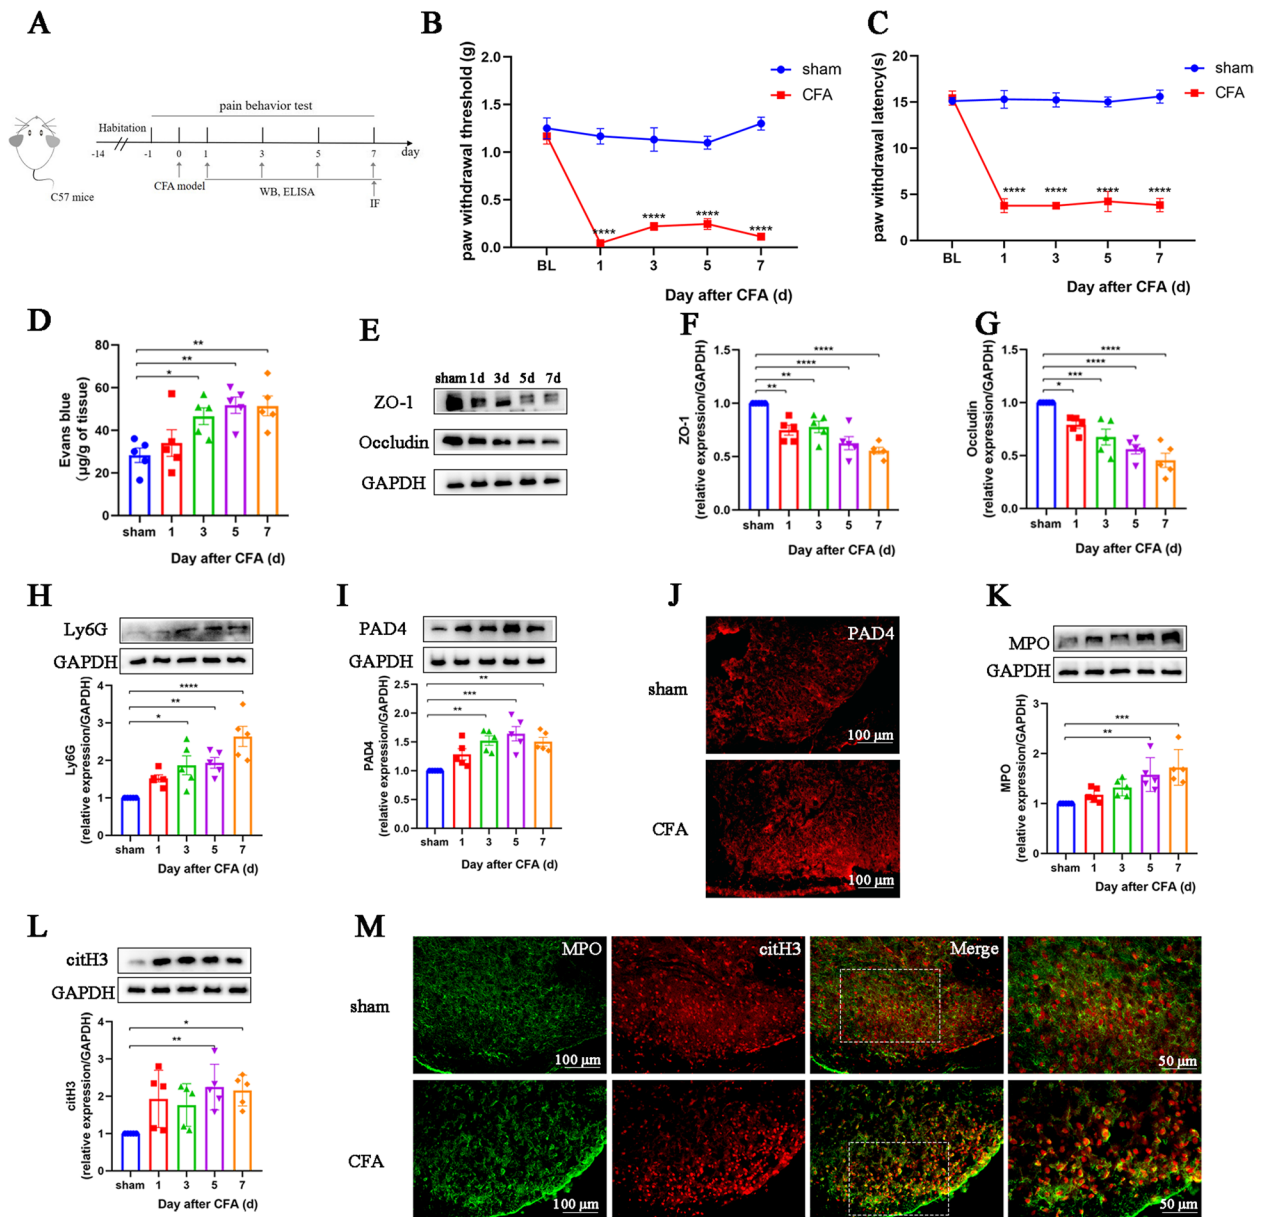 A
pain behavior test
Habitation
-14 -1 0 1 3 5 7 day
CFA model
WB, ELISA
IF
C57 mice
B
paw withdrawal threshold (g)
2.0
1.5
1.0
0.5
0.0
sham
CFA
**** **** **** ****
BL 1 3 5 7
Day after CFA (d)
C
paw withdrawal latency(s)
20
15
10
5
0
sham
CFA
**** **** **** ****
BL 1 3 5 7
Day after CFA (d)
D
Evans blue
(µg/g of tissue)
80
60
40
20
0
**
**
*
sham 1 3 5 7
Day after CFA (d)
E
sham 1d 3d 5d 7d
ZO-1
Occludin
GAPDH
F
ZO-1
(relative expression/GAPDH)
1.5
1.0
0.5
0.0
****
****
**
**
sham 1 3 5 7
Day after CFA (d)
G
Occludin
(relative expression/GAPDH)
1.5
1.0
0.5
0.0
****
****
***
*
sham 1 3 5 7
Day after CFA (d)
H
Ly6G
GAPDH
Ly6G
(relative expression/GAPDH)
4
3
2
1
0
****
**
*
sham 1 3 5 7
Day after CFA (d)
I
PAD4
GAPDH
PAD4
(relative expression/GAPDH)
2.5
2.0
1.5
1.0
0.5
0.0
**
***
**
sham 1 3 5 7
Day after CFA (d)
J
PAD4
sham
100 µm
CFA
100 µm
K
MPO
GAPDH
MPO
(relative expression/GAPDH)
3
2
1
0
***
**
sham 1 3 5 7
Day after CFA (d)
L
citH3
GAPDH
citH3
(relative expression/GAPDH)
4
3
2
1
0
*
**
sham 1 3 5 7
Day after CFA (d)
M
MPO citH3 Merge
sham
100 µm 100 µm 100 µm 50 µm
CFA
100 µm 100 µm 100 µm 50 µm